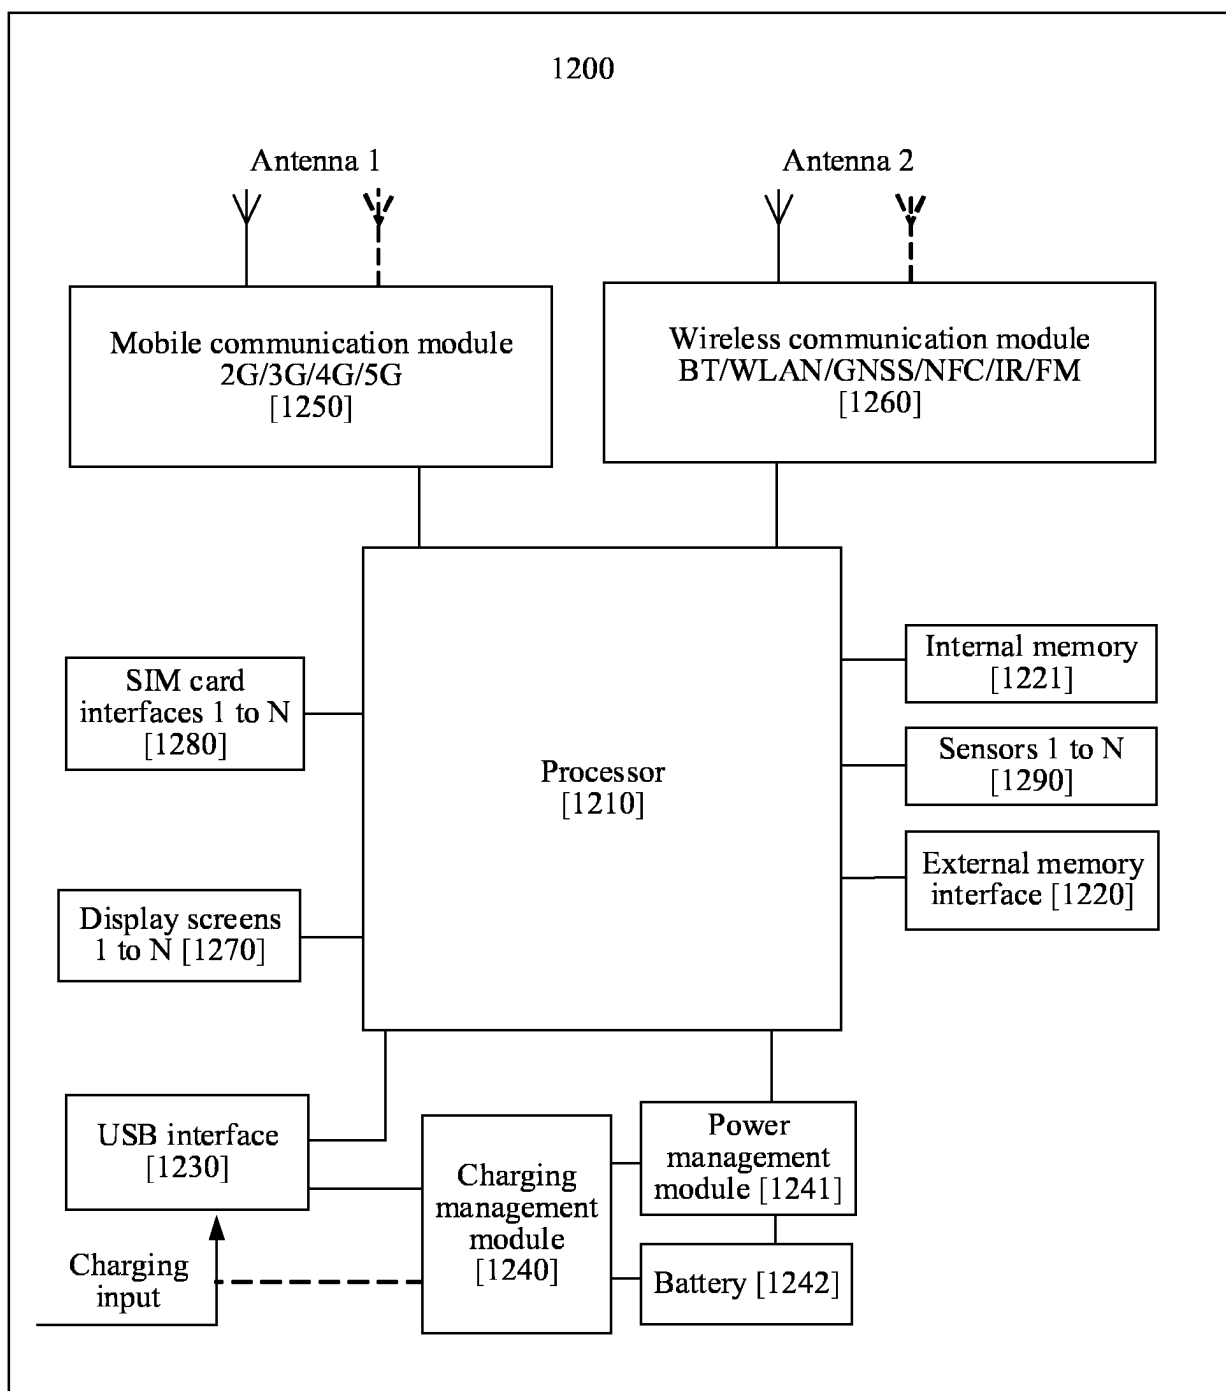 1200
Antenna 1
Antenna 2
Mobile communication module
2G/3G/4G/5G
[1250]
Wireless communication module
BT/WLAN/GNSS/NFC/IR/FM
[1260]
SIM card
interfaces 1 to N
[1280]
Display screens
1 to N [1270]
Processor
[1210]
Internal memory
[1221]
Sensors 1 to N
[1290]
External memory
interface [1220]
USB interface
[1230]
Charging
input
Charging
management
module
[1240]
Power
management
module [1241]
Battery [1242]